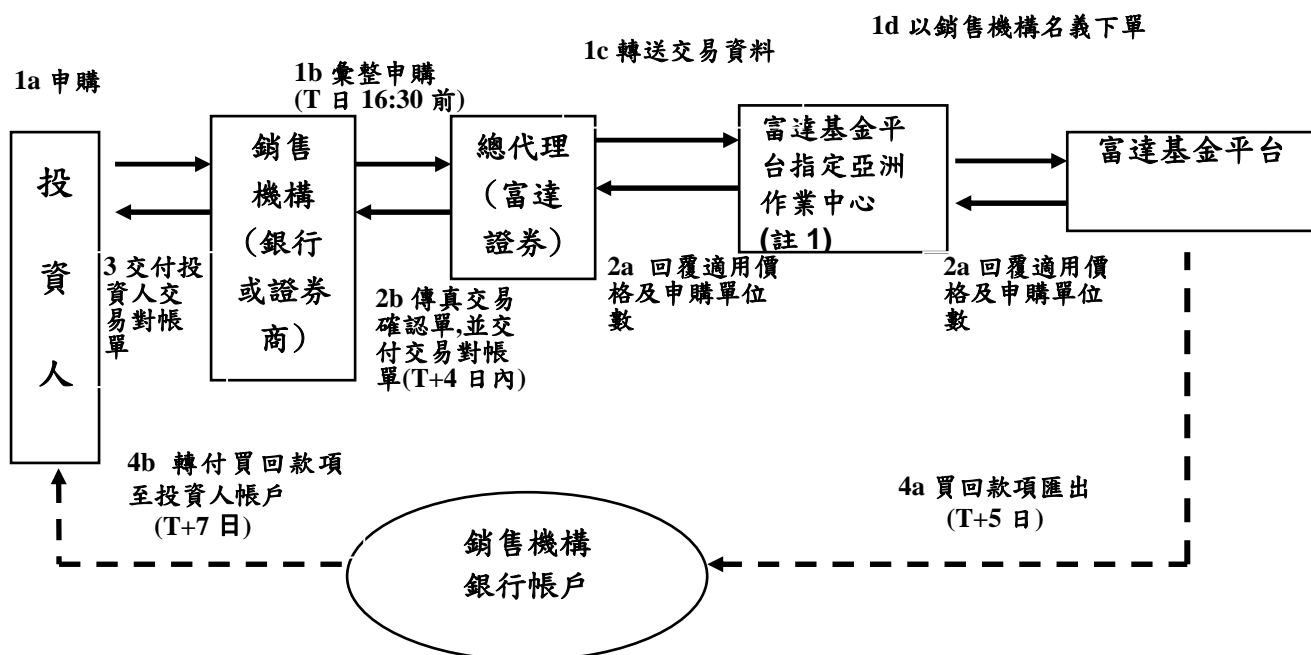 1d 以銷售機構名義下單
1c 轉送交易資料
1b 彙整申購
(T 日 16:30 前)
1a 申購
投
資
人
銷售
機構
（銀行
或證券
商）
總代理
（富達
證券）
富達基金平
台指定亞洲
作業中心
(註 1)
富達基金平台
3 交付投
資人交
易對帳
單
2b 傳真交易
確認單,並交
付交易對帳
單(T+4 日內)
2a 回覆適用價
格及申購單位
數
2a 回覆適用價
格及申購單位
數
4b 轉付買回款項
至投資人帳戶
(T+7 日)
4a 買回款項匯出
(T+5 日)
銷售機構
銀行帳戶